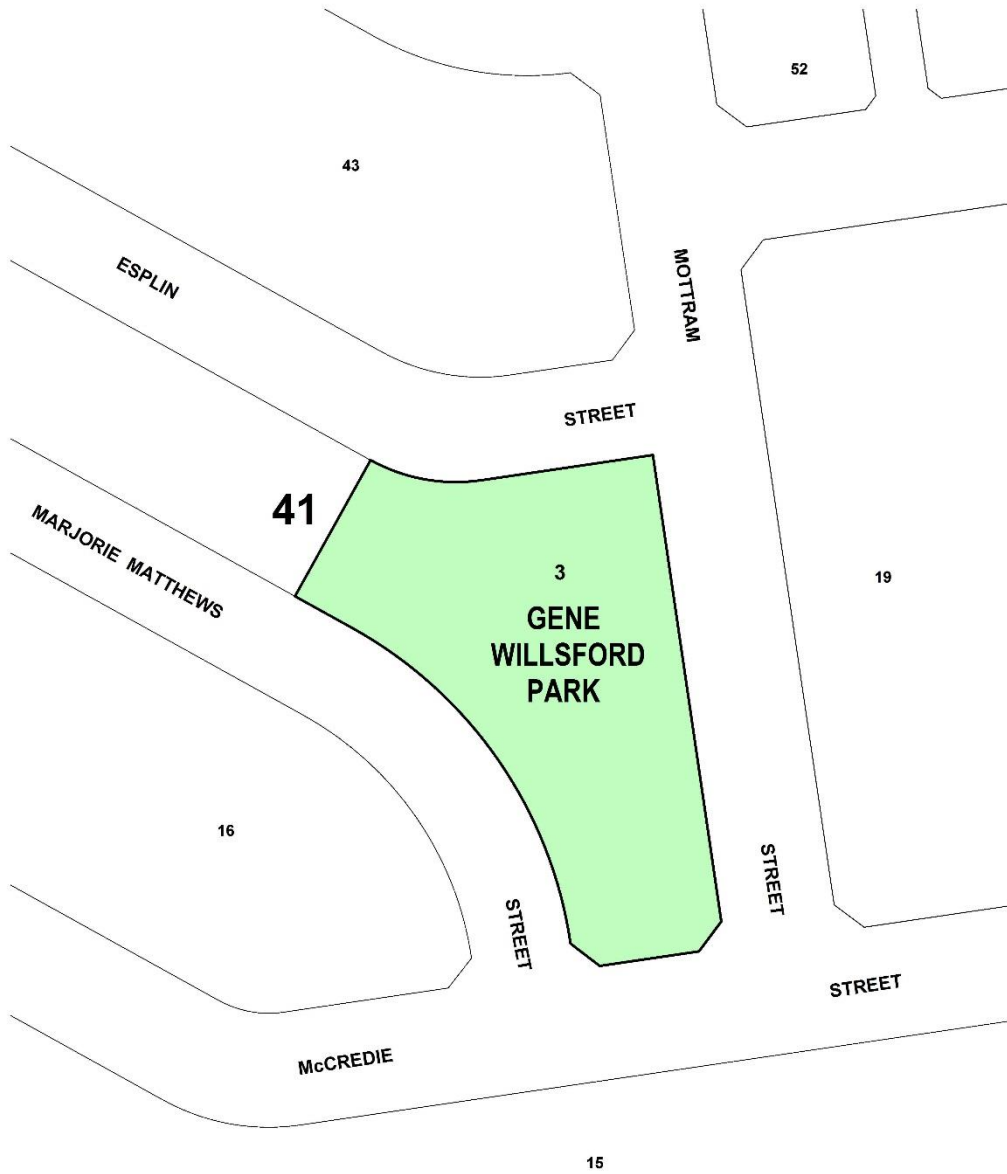 52
43
ESPLIN
MOTTRAM
STREET
41
MARJORIE MATTHEWS
3
GENE
WILLSFORD
PARK
19
16
STREET
STREET
STREET
McCREDIE
15